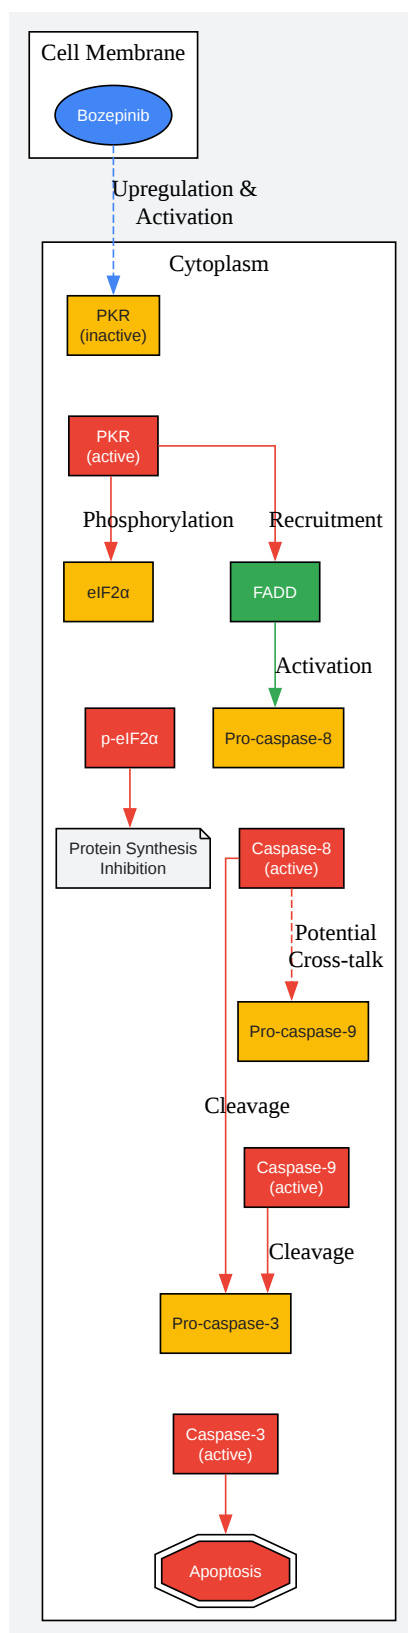 Cell Membrane
Bozepinib
Upregulation &
Activation
Cytoplasm
PKR
(inactive)
PKR
(active)
Phosphorylation
Recruitment
eIF2α
FADD
Activation
p-eIF2α
Pro-caspase-8
Protein Synthesis
Inhibition
Caspase-8
(active)
Potential
Cross-talk
Pro-caspase-9
Cleavage
Caspase-9
(active)
Cleavage
Pro-caspase-3
Caspase-3
(active)
Apoptosis